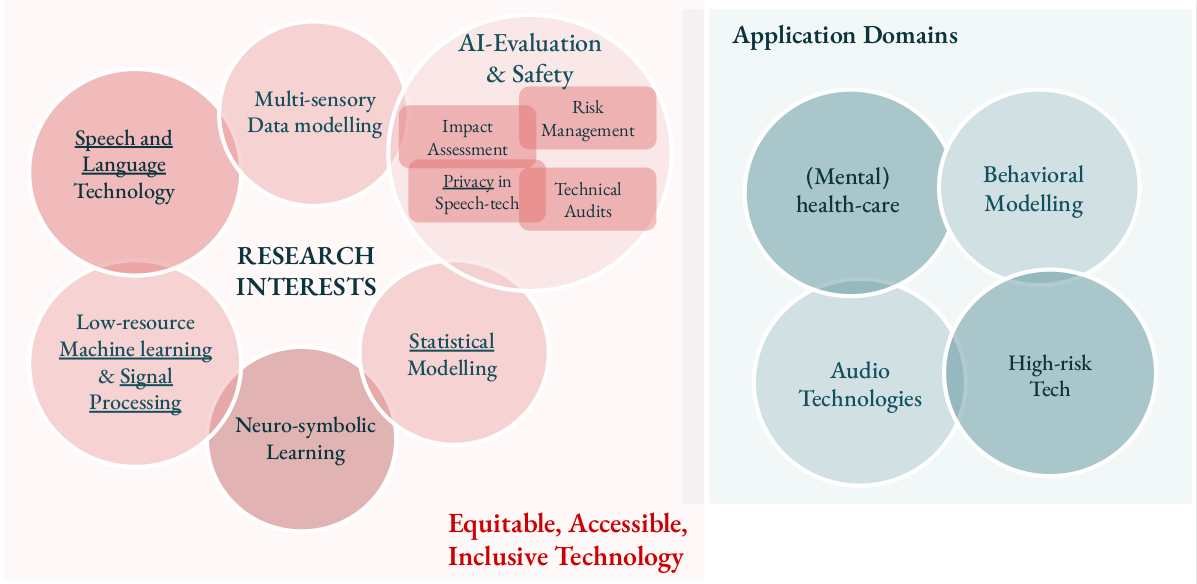 RESEARCH
INTERESTS
Speech and
Language
Technology
Multi-sensory
Data modelling
AI-Evaluation
& Safety
Impact
Assessment
Risk
Management
Privacy in
Speech-tech
Technical
Audits
Low-resource
Machine learning
& Signal
Processing
Neuro-symbolic
Learning
Statistical
Modelling
Equitable, Accessible,
Inclusive Technology
Application Domains
(Mental)
health-care
Behavioral
Modelling
Audio
Technologies
High-risk
Tech